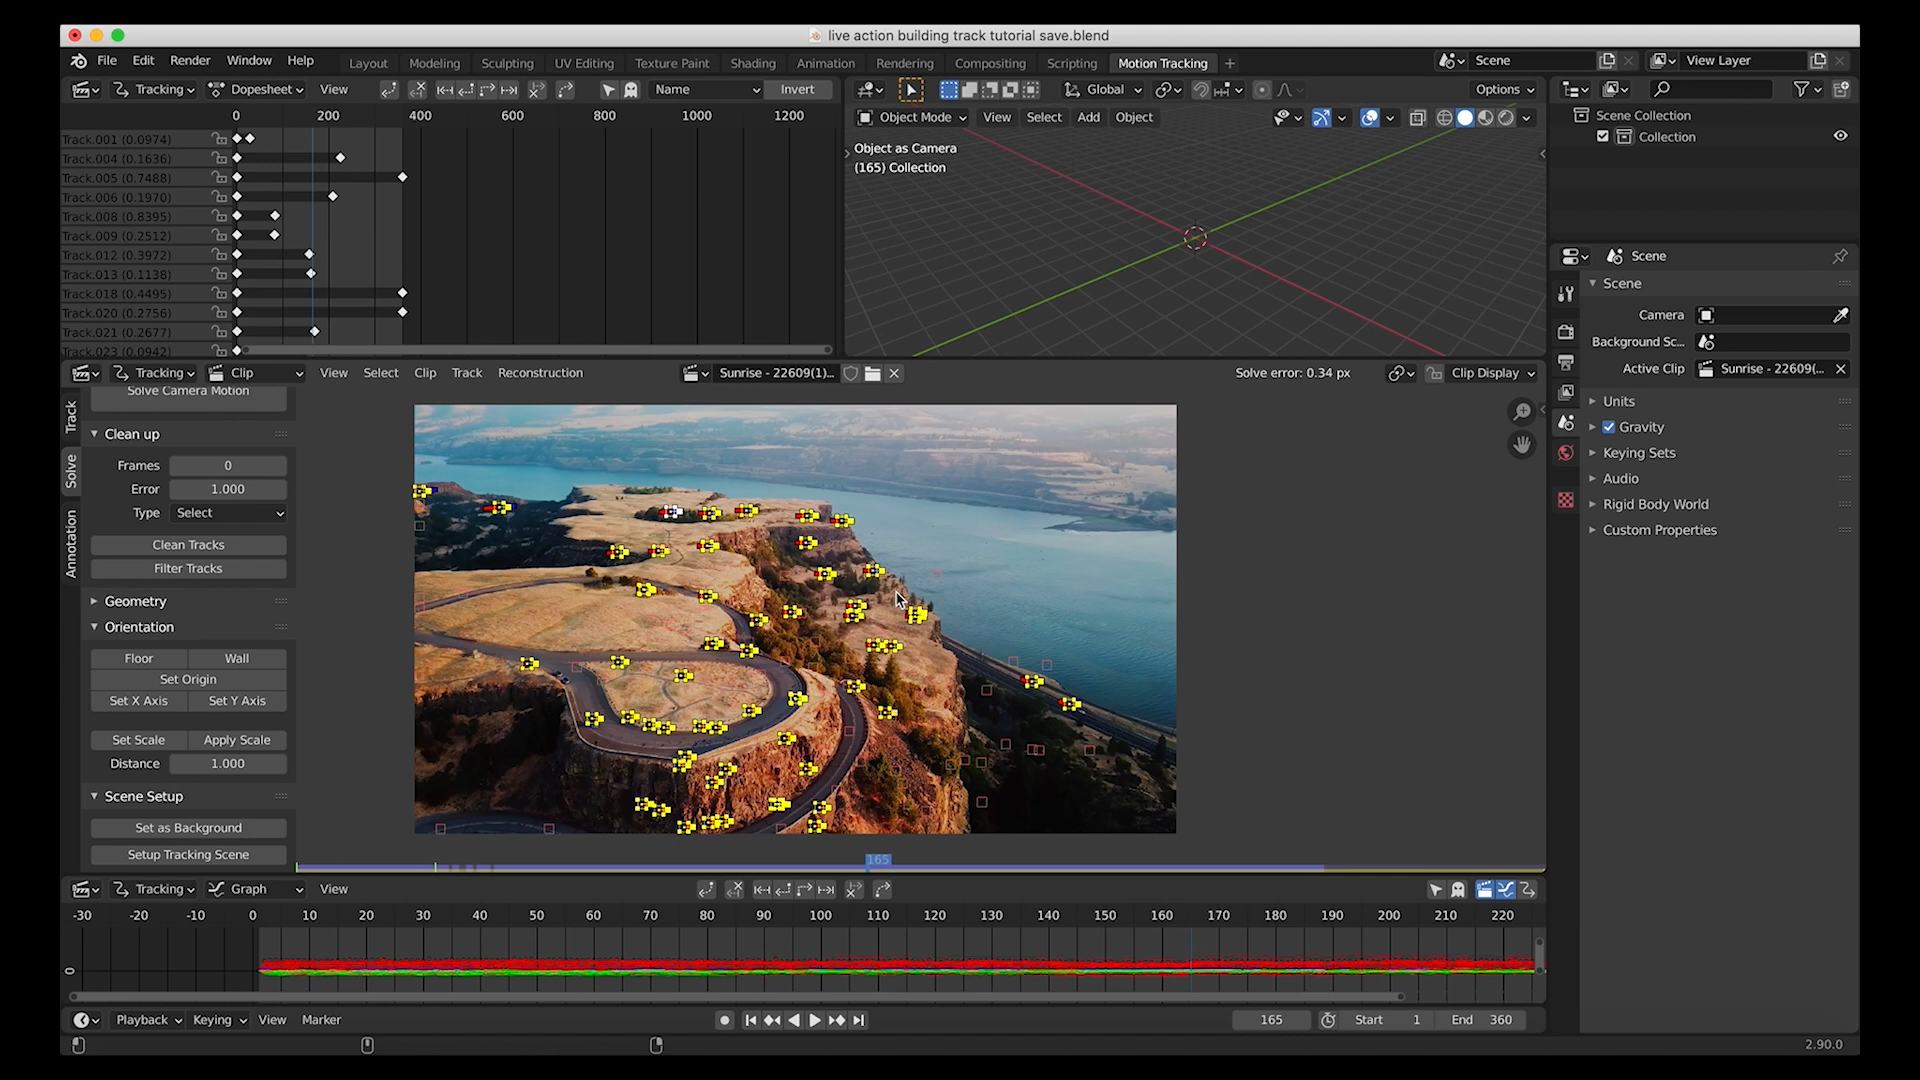 live action building track tutorial save.blend
File Edit Render Window Help Layout Modeling Sculpting UV Editing Texture Paint Shading Animation Rendering Compositing Scripting Motion Tracking + Scene View Layer
Tracking Dopesheet View Name Invert
0 200 400 600 800 1000 1200
Track.001 (0.0974)
Track.004 (0.1636)
Track.005 (0.7488)
Track.006 (0.1970)
Track.008 (0.8395)
Track.009 (0.2512)
Track.012 (0.3972)
Track.013 (0.1138)
Track.018 (0.4495)
Track.020 (0.2756)
Track.021 (0.2677)
Track.023 (0.0942)
Global Options
Object Mode View Select Add Object
Object as Camera
(165) Collection
Scene Collection
Collection
Scene
Scene
Camera
Background Sc...
Active Clip Sunrise - 22609(...
Units
Gravity
Keying Sets
Audio
Rigid Body World
Custom Properties
Tracking Clip View Select Clip Track Reconstruction Sunrise - 22609(1)... Solve error: 0.34 px Clip Display
Track
Solve
Annotation
Solve Camera Motion
Clean up
Frames 0
Error 1.000
Type Select
Clean Tracks
Filter Tracks
Geometry
Orientation
Floor Wall
Set Origin
Set X Axis Set Y Axis
Set Scale Apply Scale
Distance 1.000
Scene Setup
Set as Background
Setup Tracking Scene
165
Tracking Graph View
-30 -20 -10 0 10 20 30 40 50 60 70 80 90 100 110 120 130 140 150 160 170 180 190 200 210 220
0
Playback Keying View Marker 165 Start 1 End 360
2.90.0